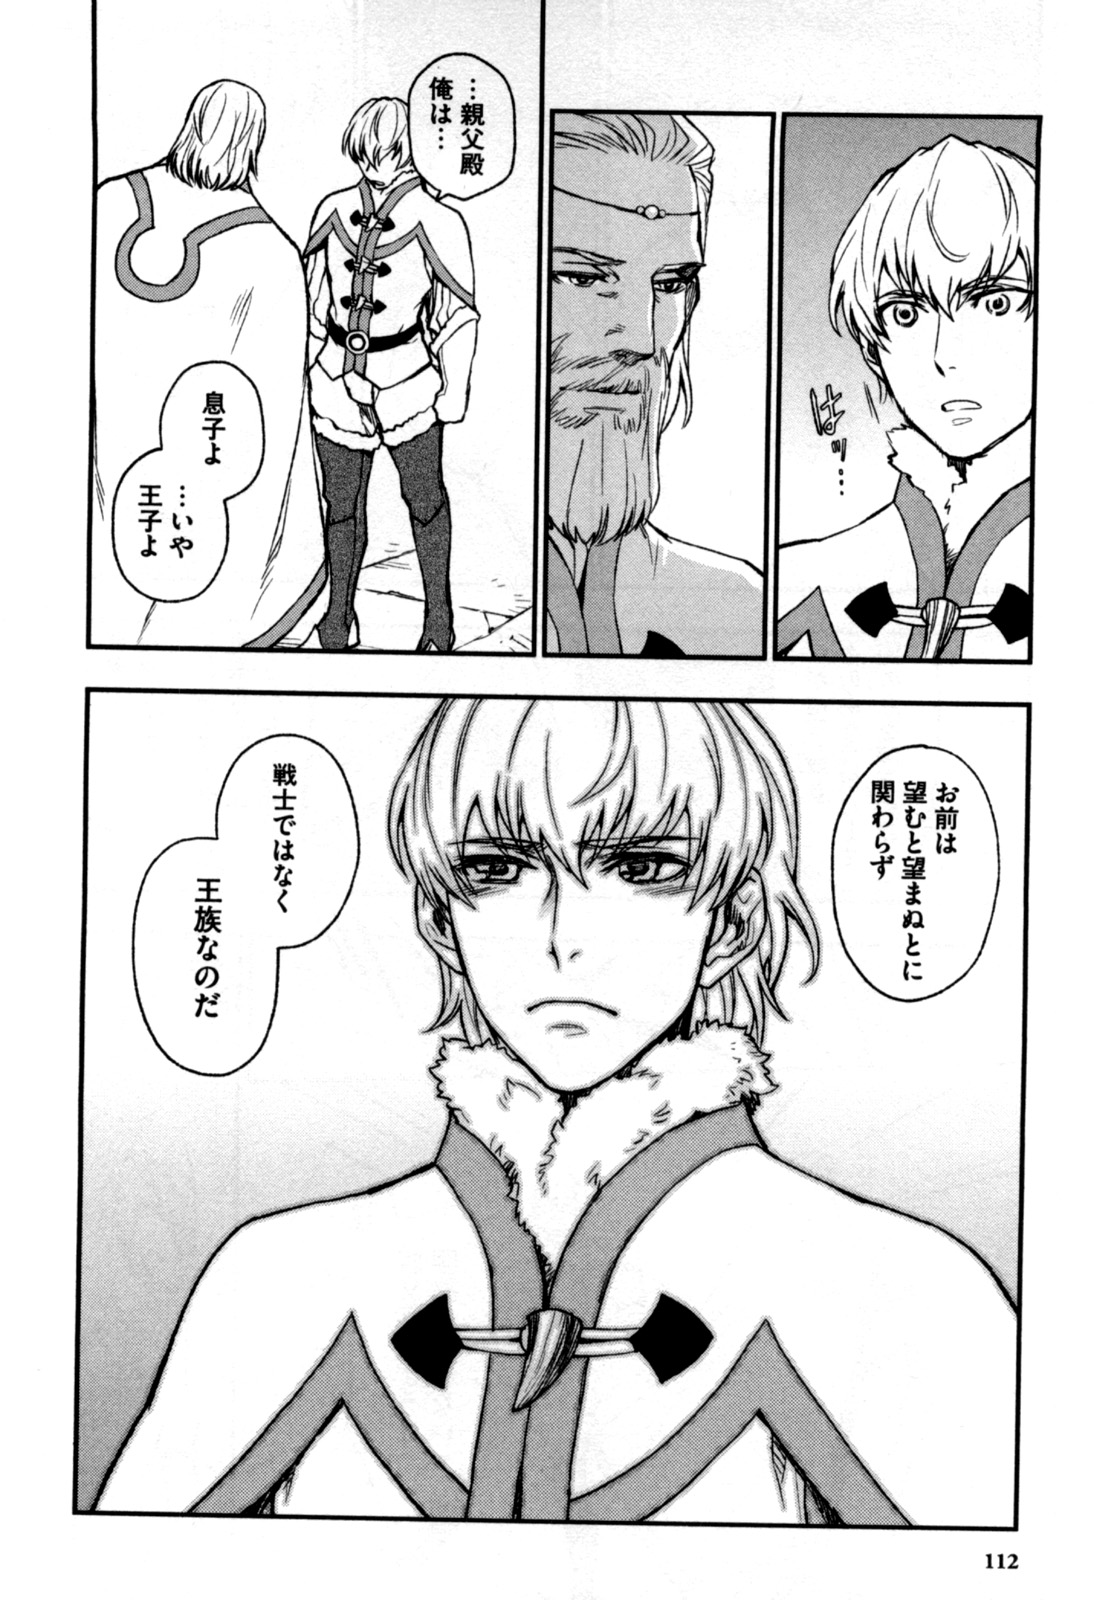 はッ…
…親父殿
俺は…
息子よ
…いや
王子よ
お前は
望むと望まぬとに
関わらず
戦士ではなく
王族なのだ
112